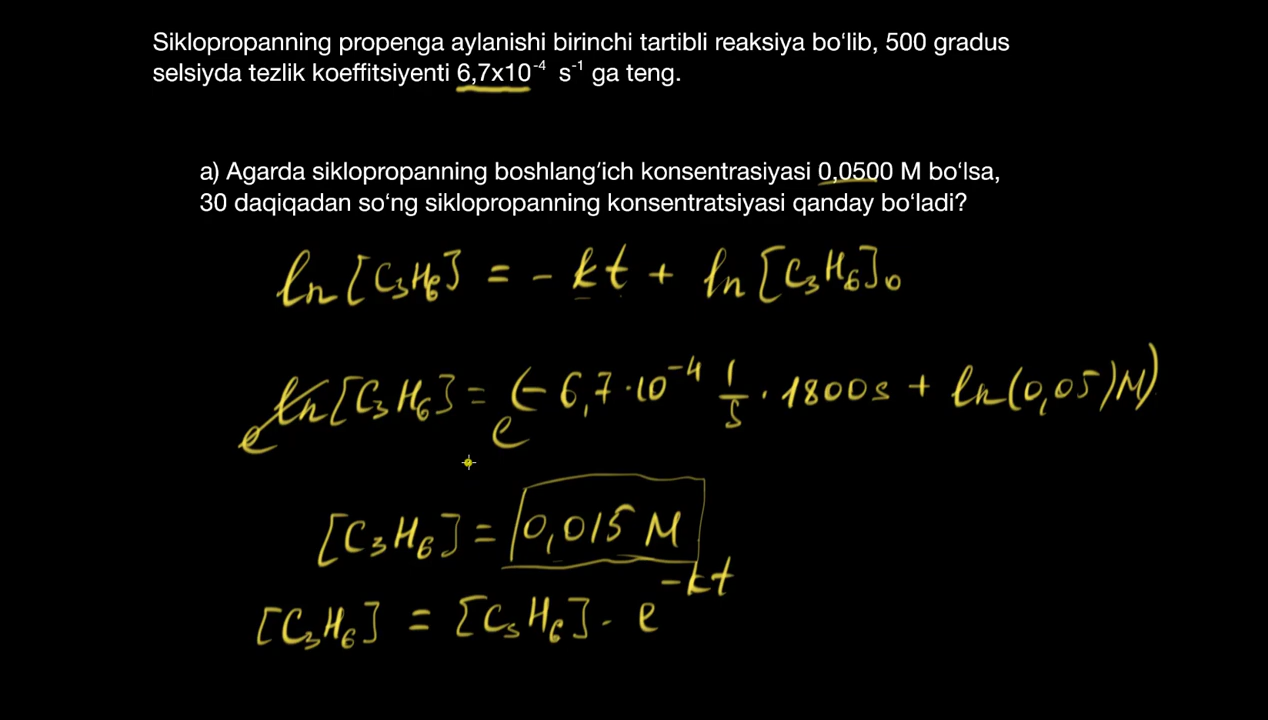 Siklopropanning propenga aylanishi birinchi tartibli reaksiya bo‘lib, 500 gradus
selsiyda tezlik koeffitsiyenti 6,7x10⁻⁴ s⁻¹ ga teng.
a) Agarda siklopropanning boshlang‘ich konsentrasiyasi 0,0500 M bo‘lsa,
30 daqiqadan so‘ng siklopropanning konsentratsiyasi qanday bo‘ladi?
ln [C₃H₆] = - kt + ln [C₃H₆]₀
e ln [C₃H₆] = e (- 6,7 · 10⁻⁴ 1/s · 1800 s + ln (0,05) M)
[C₃H₆] = 0,015 M
[C₃H₆] = [C₃H₆] · e^-kt